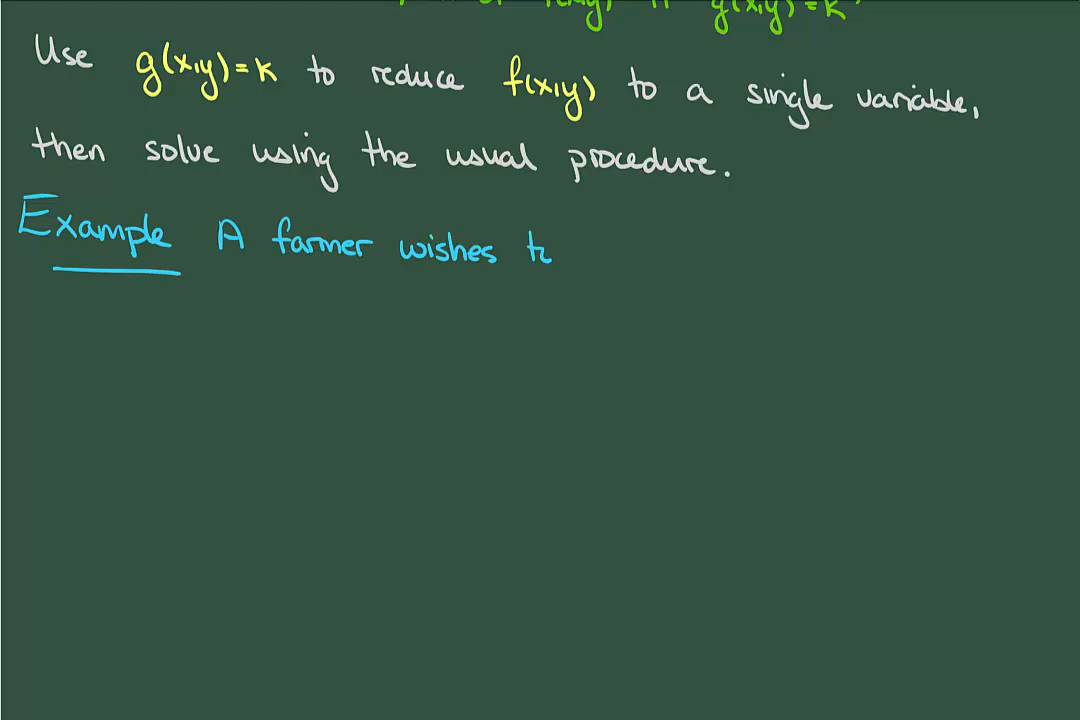 g(x,y)=K
Use g(x,y)=K to reduce f(x,y) to a single variable,
then solve using the usual procedure.
Example A farmer wishes